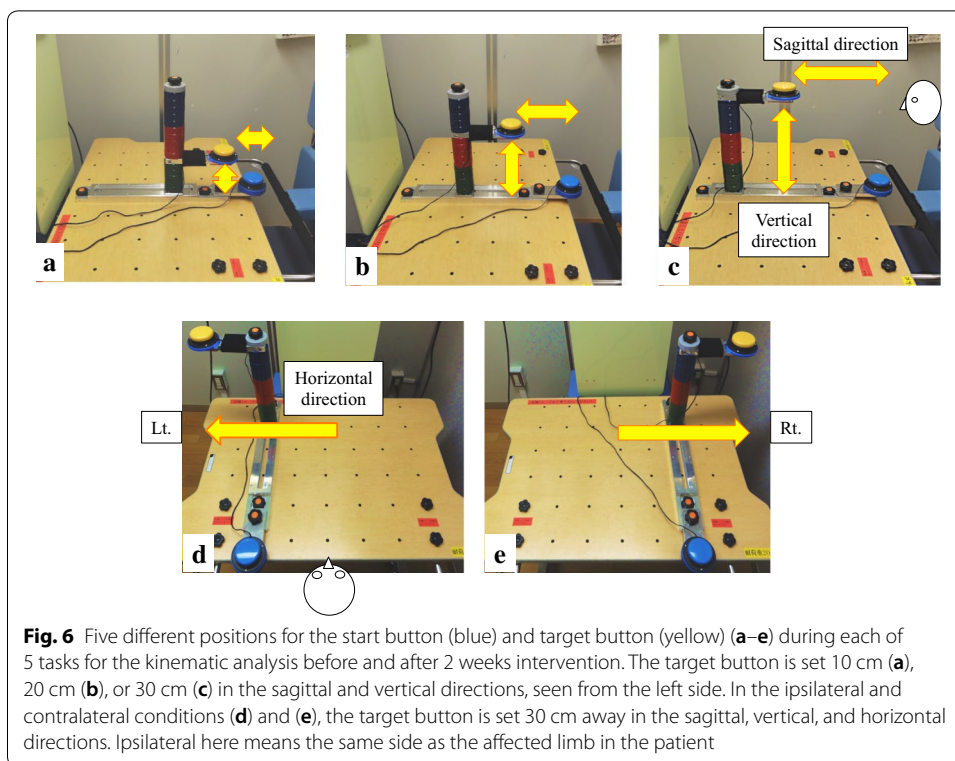 Sagittal direction
Vertical
direction
a
b
c
Horizontal
direction
Lt.
Rt.
d
e
Fig. 6 Five different positions for the start button (blue) and target button (yellow) (a–e) during each of
5 tasks for the kinematic analysis before and after 2 weeks intervention. The target button is set 10 cm (a),
20 cm (b), or 30 cm (c) in the sagittal and vertical directions, seen from the left side. In the ipsilateral and
contralateral conditions (d) and (e), the target button is set 30 cm away in the sagittal, vertical, and horizontal
directions. Ipsilateral here means the same side as the affected limb in the patient